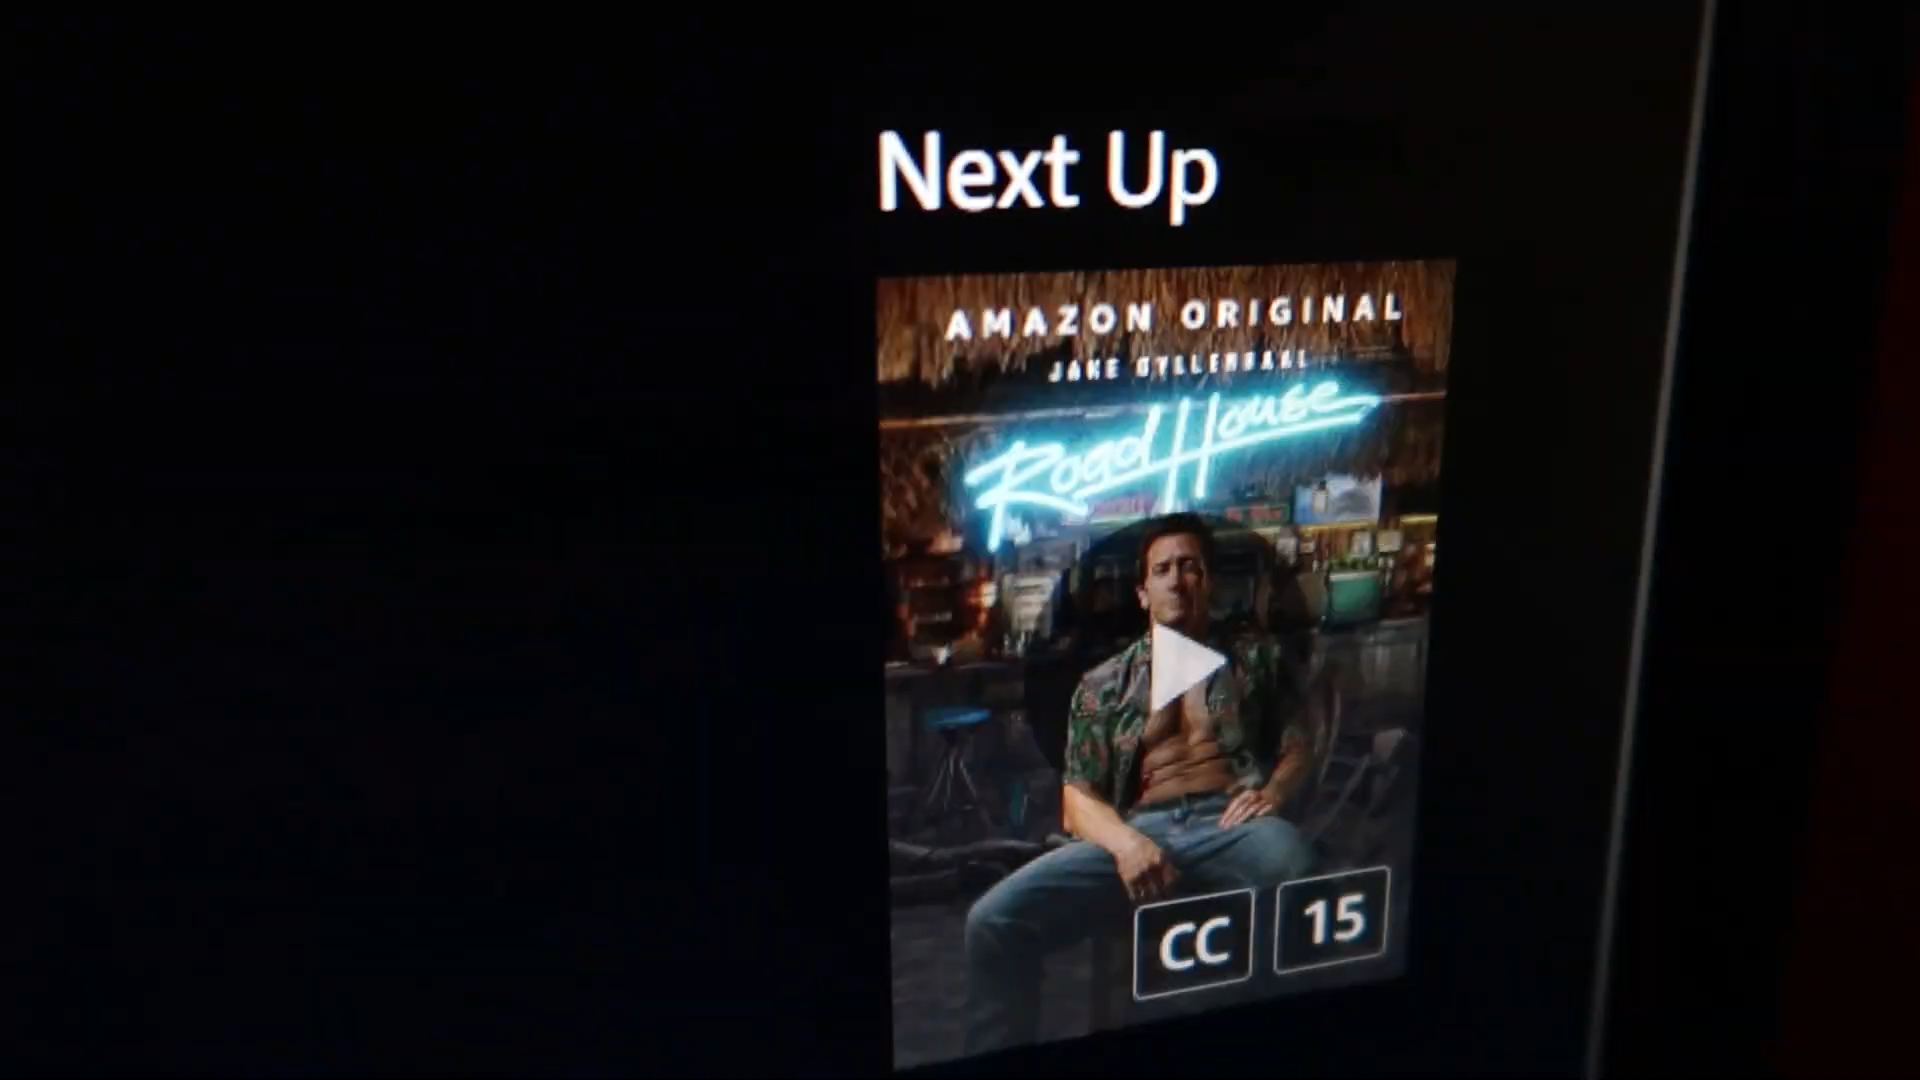 Next Up
AMAZON ORIGINAL
JAKE GYLLENHAAL
Road House
CC 15